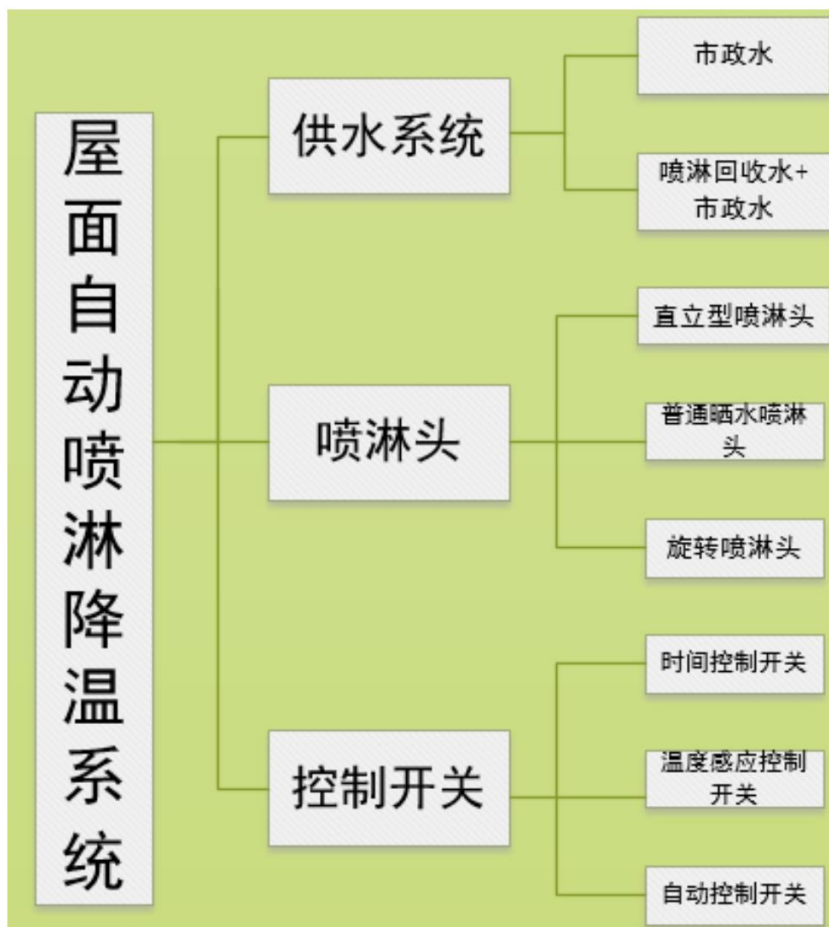 屋面自动喷淋降温系统
供水系统
市政水
喷淋回收水+
市政水
喷淋头
直立型喷淋头
普通晒水喷淋
头
旋转喷淋头
控制开关
时间控制开关
温度感应控制
开关
自动控制开关